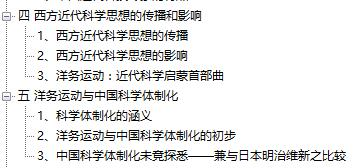 四 西方近代科学思想的传播和影响
1、西方近代科学思想的传播
2、西方近代科学思想的影响
3、洋务运动：近代科学启蒙首部曲
五 洋务运动与中国科学体制化
1、科学体制化的涵义
2、洋务运动与中国科学体制化的初步
3、中国科学体制化未竟探悉——兼与日本明治维新之比较